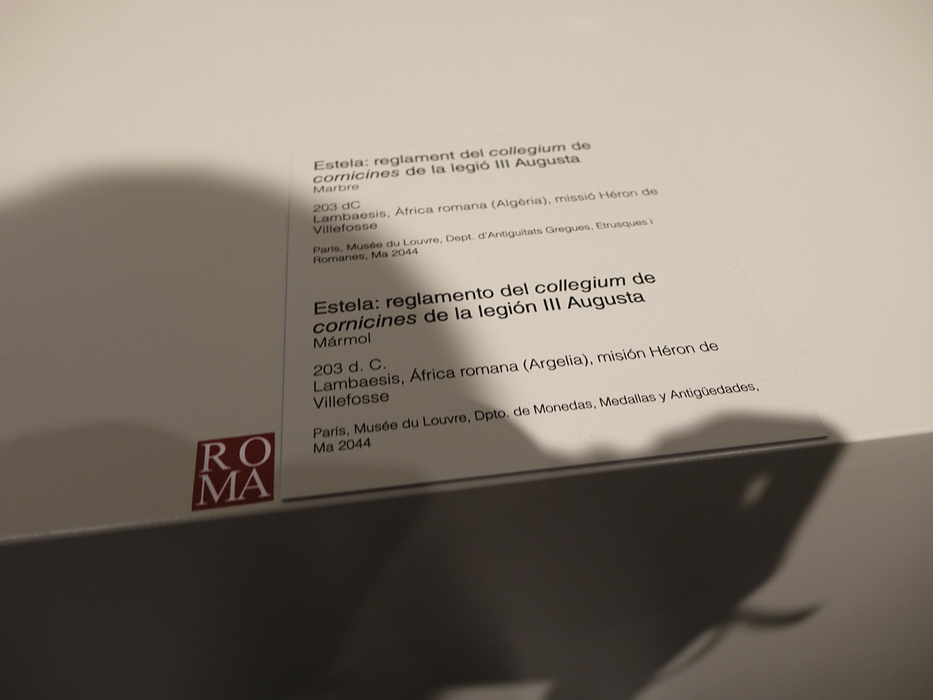 Estela: reglament del collegium de
cornicines de la legió III Augusta
Marbre
203 dC
Lambaesis, Àfrica romana (Algèria), missió Héron de
Villefosse
París, Musée du Louvre, Dept. d'Antiguitats Gregues, Etrusques i
Romanes, Ma 2044
Estela: reglamento del collegium de
cornicines de la legión III Augusta
Mármol
203 d. C.
Lambaesis, África romana (Argelia), misión Héron de
Villefosse
París, Musée du Louvre, Dpto. de Monedas, Medallas y Antigüedades,
Ma 2044
RO
MA